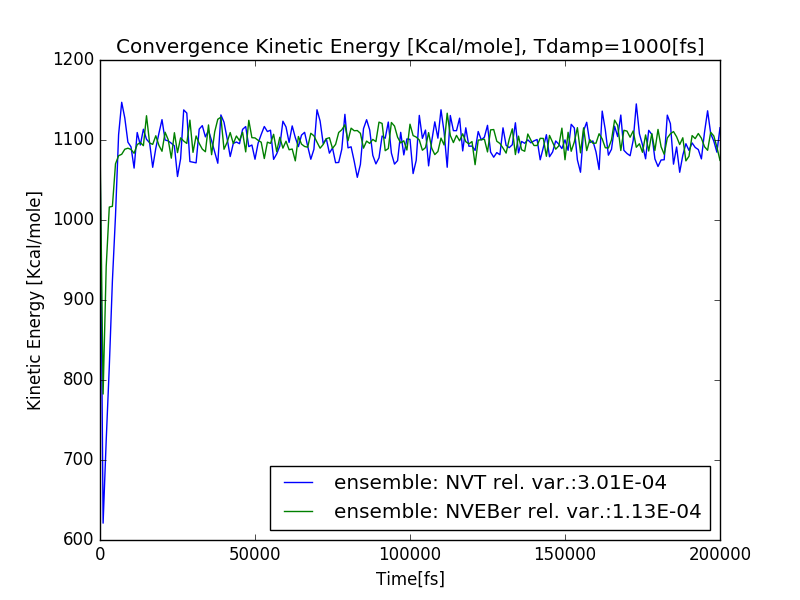 Convergence Kinetic Energy [Kcal/mole], Tdamp=1000[fs]
1200
1100
1000
900
800
700
600
Kinetic Energy [Kcal/mole]
ensemble: NVT rel. var.:3.01E-04
ensemble: NVEBer rel. var.:1.13E-04
0 50000 100000 150000 200000
Time[fs]